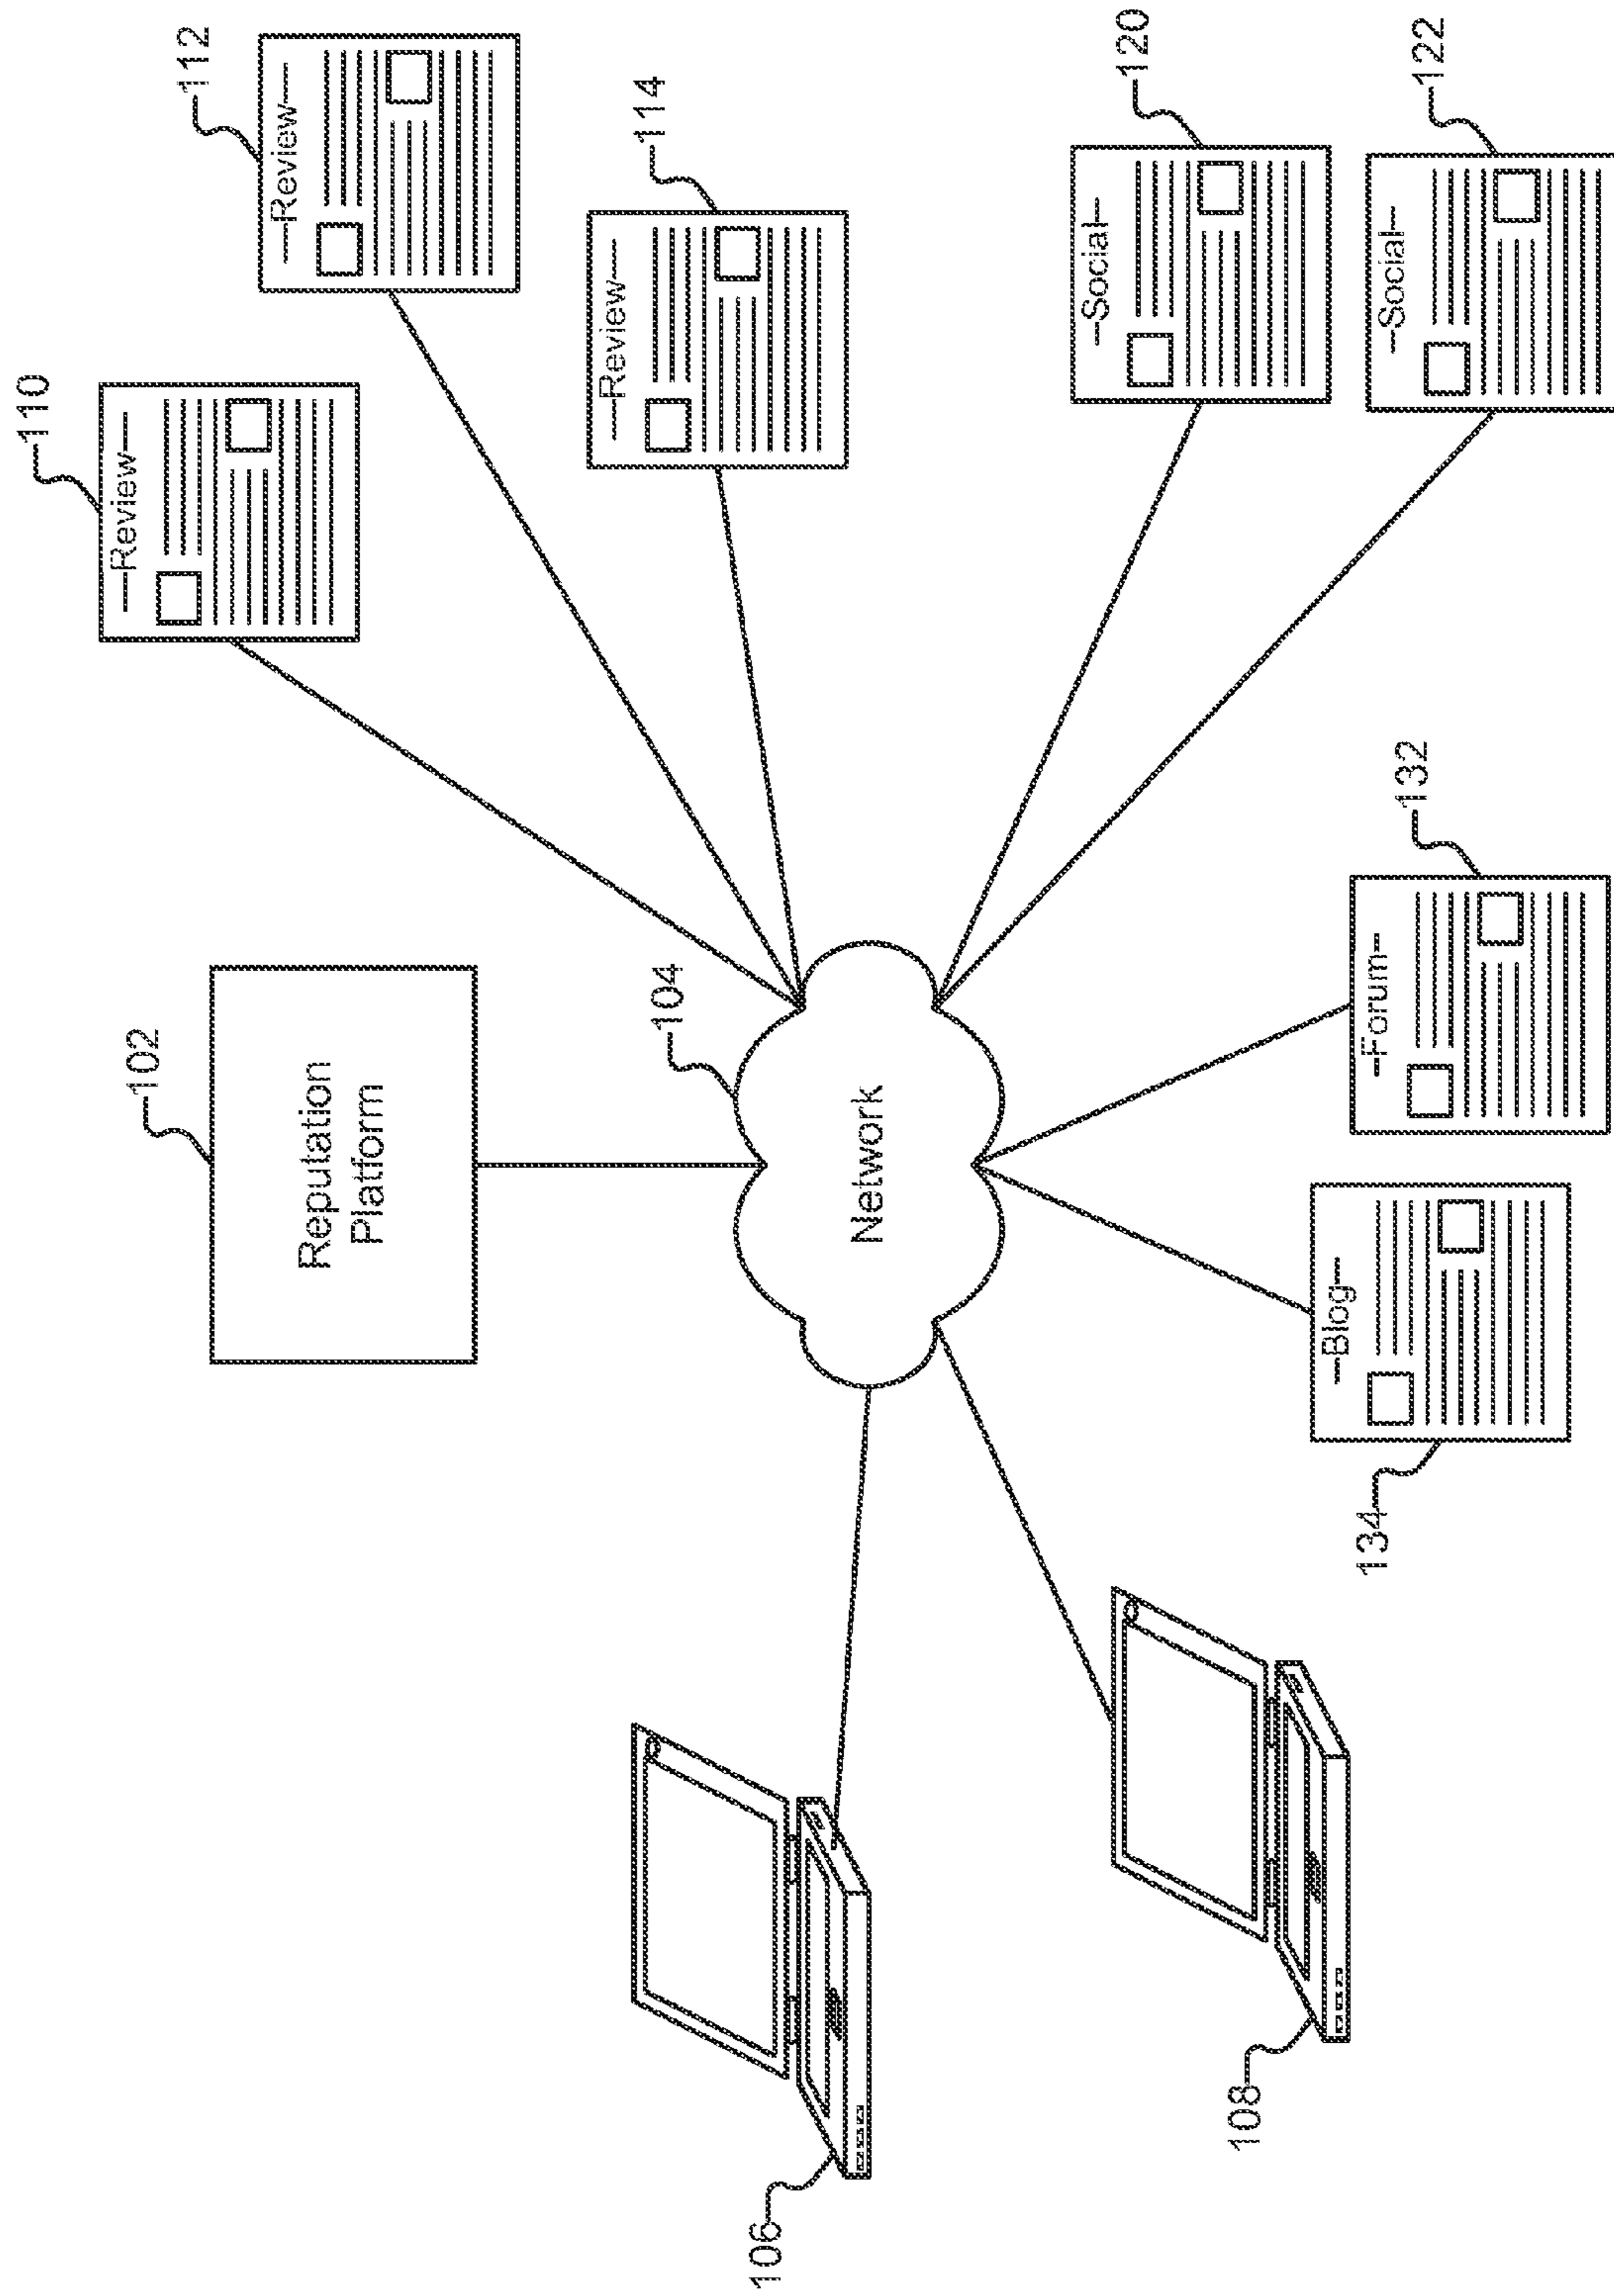 102
Reputation
Platform
104
Network
110
—Review—
112
—Review—
114
—Review—
120
–Social–
122
–Social–
132
–Forum–
134
–Blog–
106
108